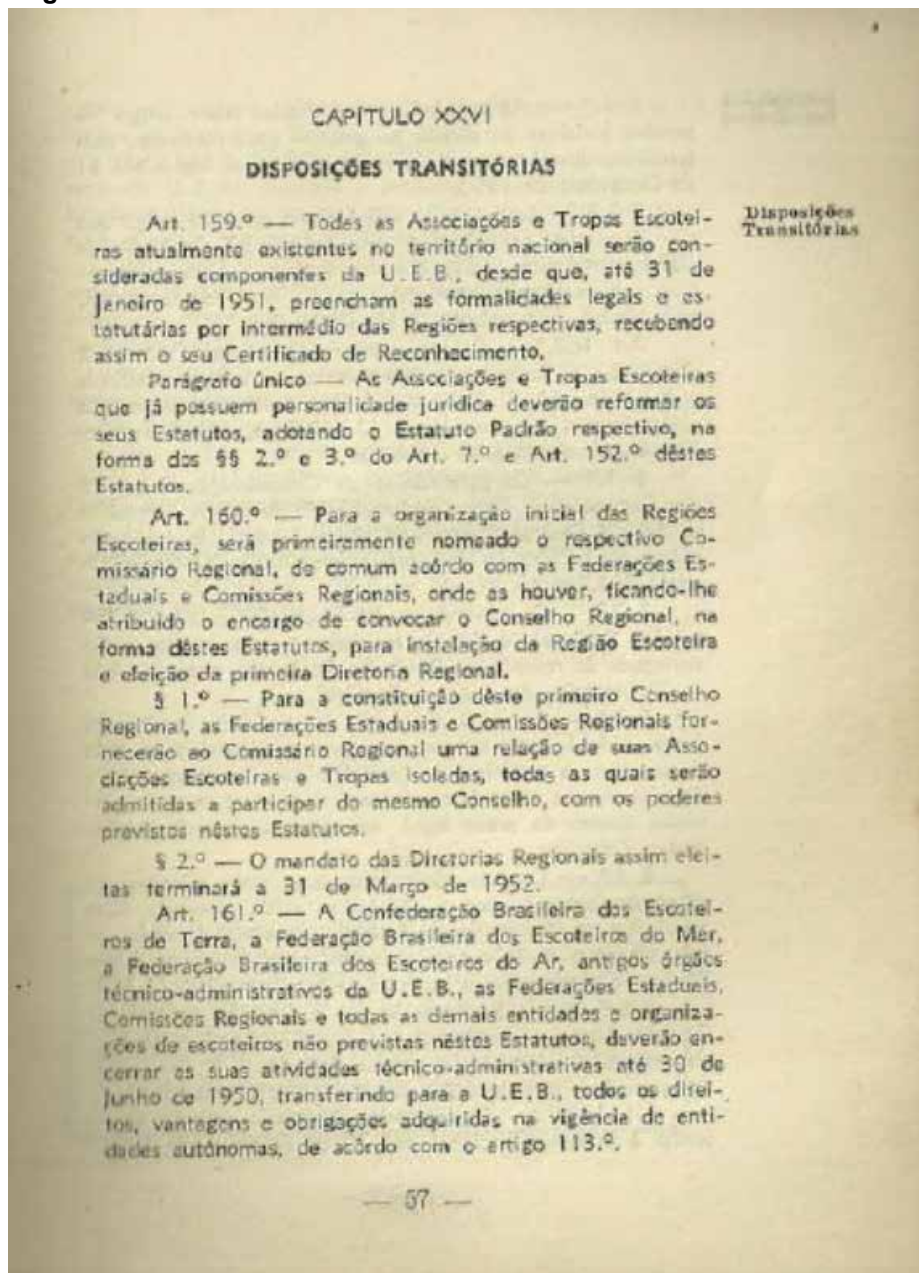 CAPÍTULO XXVI
DISPOSIÇÕES TRANSITÓRIAS
Disposições
Transitórias
Art. 159.º — Todas as Associações e Tropas Escotei-
ras atualmente existentes no território nacional serão con-
sideradas componentes da U.E.B., desde que, até 31 de
Janeiro de 1951, preencham as formalidades legais e es-
tatutárias por intermédio das Regiões respectivas, recebendo
assim o seu Certificado de Reconhecimento.
Parágrafo único — As Associações e Tropas Escoteiras
que já possuem personalidade jurídica deverão reformar os
seus Estatutos, adotando o Estatuto Padrão respectivo, na
forma dos §§ 2.º e 3.º do Art. 7.º e Art. 152.º dêstes
Estatutos.
Art. 160.º — Para a organização inicial das Regiões
Escoteiras, será primeiramente nomeado o respectivo Co-
missário Regional, de comum acôrdo com as Federações Es-
taduais e Comissões Regionais, onde as houver, ficando-lhe
atribuído o encargo de convocar o Conselho Regional, na
forma dêstes Estatutos, para instalação da Região Escoteira
e eleição da primeira Diretoria Regional.
§ 1.º — Para a constituição dêste primeiro Conselho
Regional, as Federações Estaduais e Comissões Regionais for-
necerão ao Comissário Regional uma relação de suas Asso-
ciações Escoteiras e Tropas isoladas, todas as quais serão
admitidas a participar do mesmo Conselho, com os poderes
previstos nêstes Estatutos.
§ 2.º — O mandato das Diretorias Regionais assim elei-
tas terminará a 31 de Março de 1952.
Art. 161.º — A Confederação Brasileira dos Escotei-
ros de Terra, a Federação Brasileira dos Escoteiros do Mar,
a Federação Brasileira dos Escoteiros do Ar, antigos órgãos
técnico-administrativos da U.E.B., as Federações Estaduais,
Comissões Regionais e todas as demais entidades e organiza-
ções de escoteiros não previstas nêstes Estatutos, deverão en-
cerrar as suas atividades técnico-administrativas até 30 de
Junho de 1950, transferindo para a U.E.B., todos os direi-
tos, vantagens e obrigações adquiridas na vigência de enti-
dades autônomas, de acôrdo com o artigo 113.º.
— 57 —